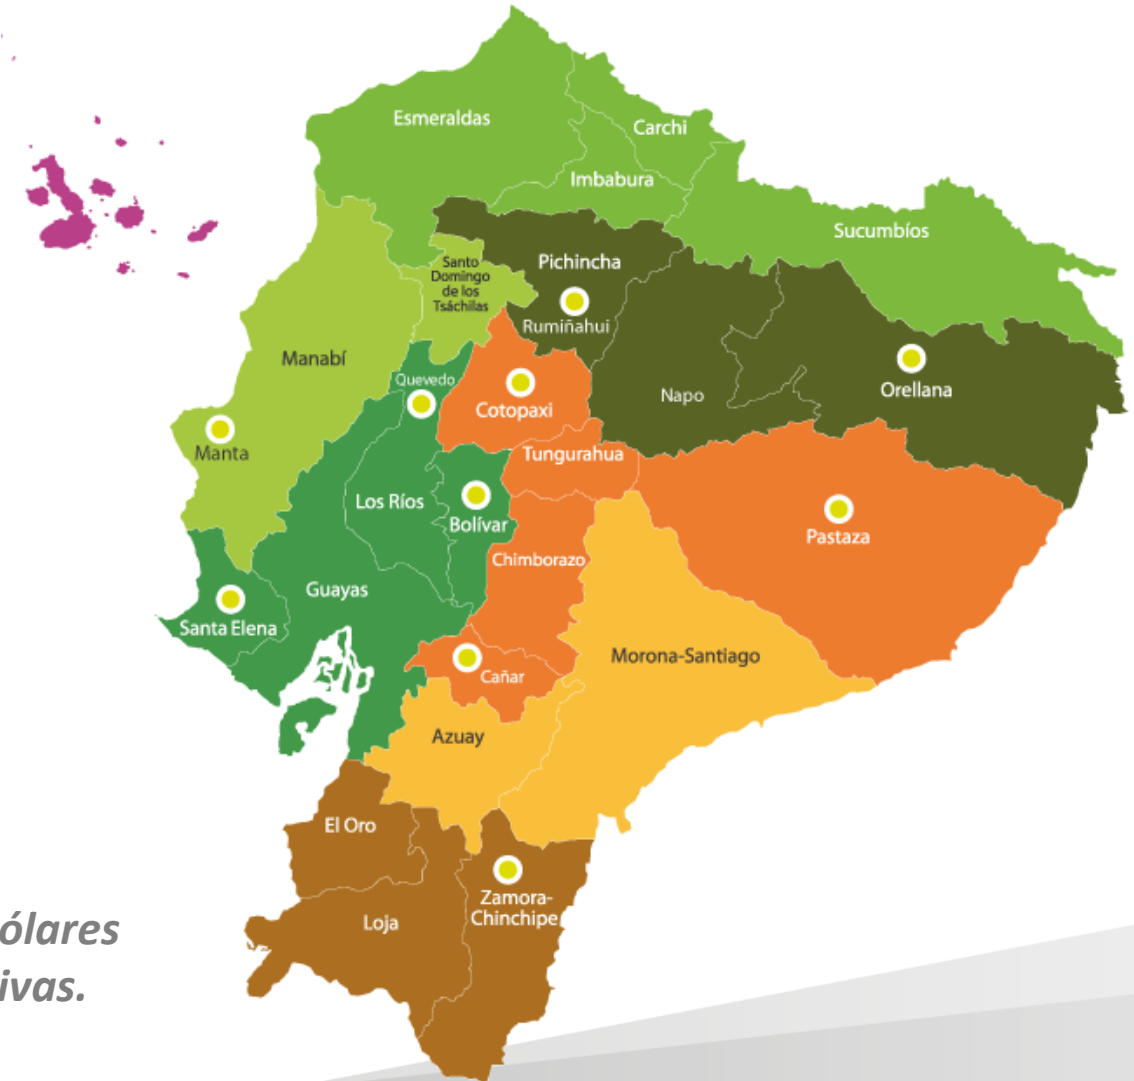 Esmeraldas
Carchi
Imbabura
Sucumbíos
Santo
Domingo
de los
Tsáchilas
Pichincha
Rumiñahui
Manabí
Quevedo
Cotopaxi
Napo
Orellana
Manta
Tungurahua
Los Ríos
Bolívar
Pastaza
Chimborazo
Guayas
Santa Elena
Morona-Santiago
Cañar
Azuay
El Oro
Zamora-
Chinchipe
Loja
ólares
ivas.